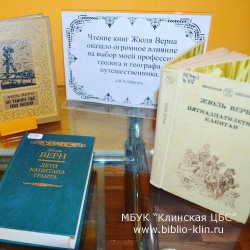 Чтение книг Жюля Верна
оказало огромное влияние
на выбор моей профессии
геолога и географа-
путешественника.
ЖЮЛЬ ВЕРН
ПЯТНАДЦАТИЛЕТНИЙ
КАПИТАН
ЖЮЛЬ
ВЕРН
ДЕТИ
КАПИТАНА
ГРАНТА
МБУК "Клинская ЦБС"
www.biblio-klin.ru